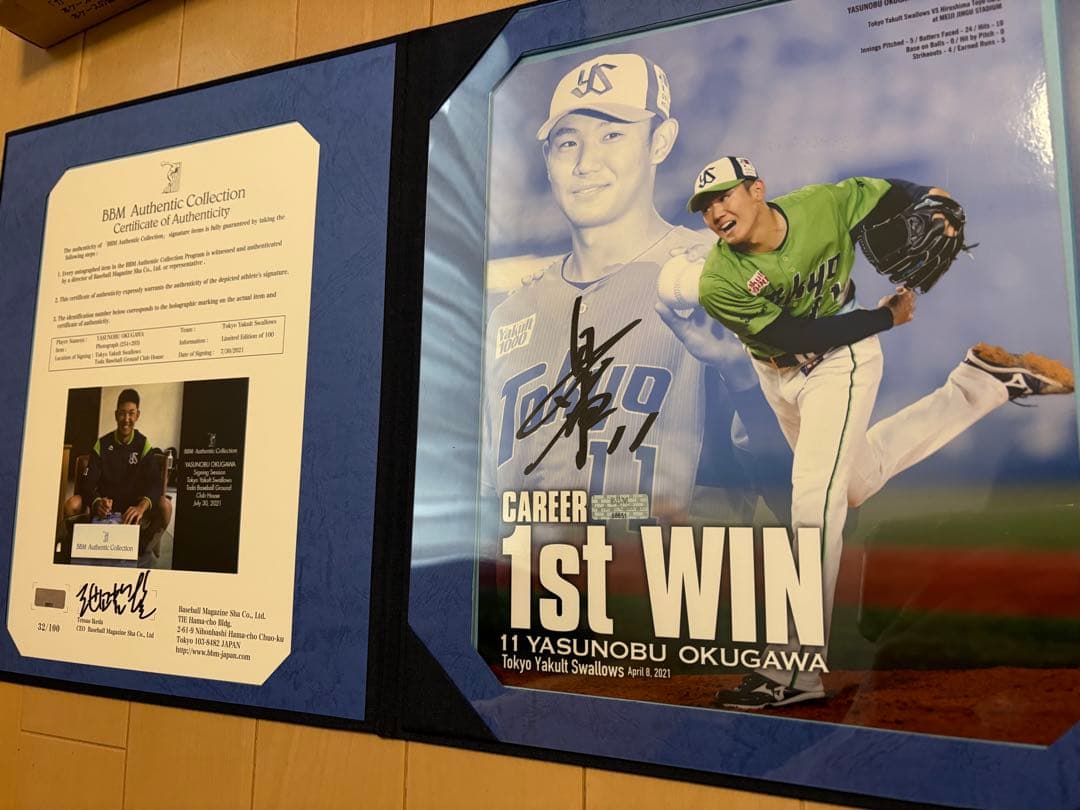 BBM Authentic Collection
Certificate of Authenticity
The authenticity of 「BBM Authentic Collection」 signature items is fully guaranteed by taking the
following steps :
1. Every autographed item in the BBM Authentic Collection Program is witnessed and authenticated
by a director of Baseball Magazine Sha Co., Ltd. or representative .
2. This certificate of authenticity expressly warrants the authenticity of the depicted athlete's signature.
3. The identification number below corresponds to the holographic marking on the actual item and
certificate of authenticity.
Player Name(s) : YASUNOBU OKUGAWA Team : Tokyo Yakult Swallows
Item : Photograph (254×203) Information : Limited Edition of 100
Location of Signing : Tokyo Yakult Swallows Date of Signing : 7/30/2021
Toda Baseball Ground Club House
BBM Authentic Collection
YASUNOBU OKUGAWA
Signing Session
Tokyo Yakult Swallows
Toda Baseball Ground
Club House
July 30, 2021
BBM Authentic Collection
32/100
Tetsuo Ikeda
CEO Baseball Magazine Sha Co., Ltd
Baseball Magazine Sha Co., Ltd.
TIE Hama-cho Bldg.
2-61-9 Nihonbashi Hama-cho Chuo-ku
Tokyo 103-8482 JAPAN
http://www.bbm-japan.com
YASUNOBU
Tokyo Yakult Swallows VS Hiroshima Toyo
at MEIJI JINGU STADIUM
Innings Pitched - 5 / Batters Faced - 24 / Hits - 10
Base on Balls - 0 / Hit by Pitch - 0
Strikeouts - 4 / Earned Runs - 5
YS
YS
Yakult
1000
Tokyo
11
11
CAREER
1st WIN
11 YASUNOBU OKUGAWA
Tokyo Yakult Swallows April 8, 2021